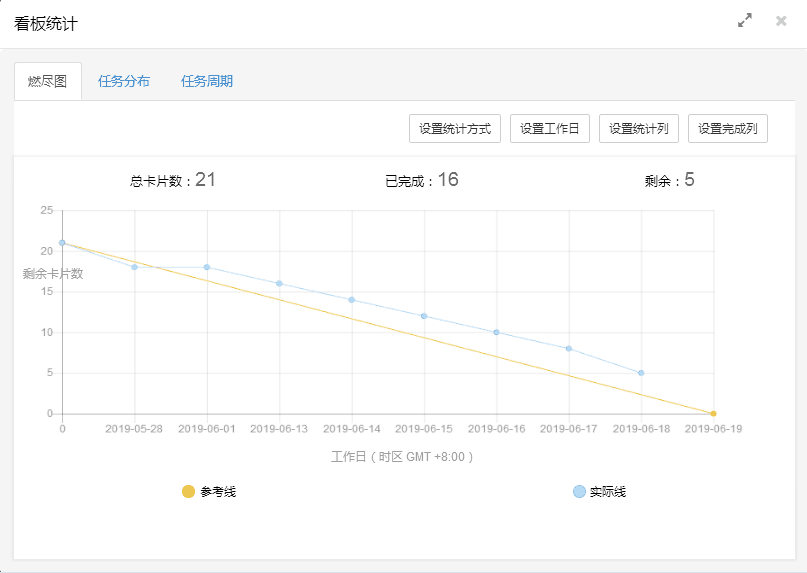 看板统计
燃尽图 任务分布 任务周期
设置统计方式 设置工作日 设置统计列 设置完成列
总卡片数：21 已完成：16 剩余：5
25
20
剩余卡片数
15
10
5
0
0 2019-05-28 2019-06-01 2019-06-13 2019-06-14 2019-06-15 2019-06-16 2019-06-17 2019-06-18 2019-06-19
工作日（时区 GMT +8:00 ）
参考线 实际线